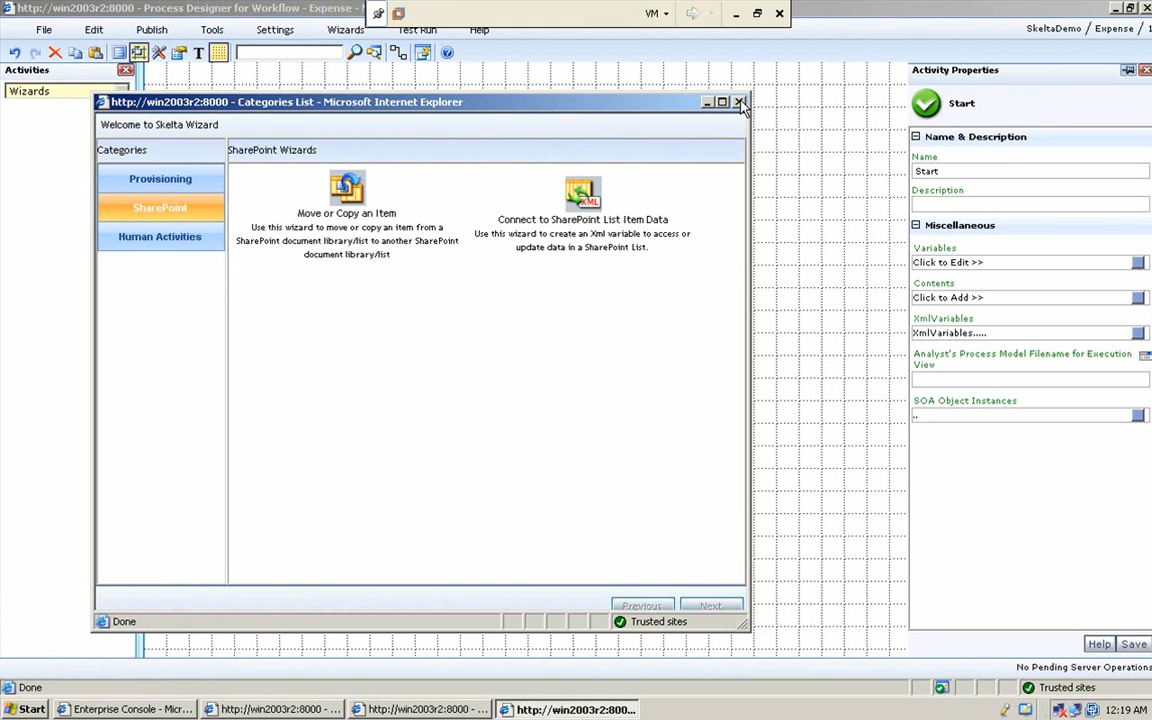 http://win2003r2:8000 - Process Designer for Workflow - Expense -
VM
File Edit Publish Tools Settings Wizards Test Run Help
SkeltaDemo / Expense /
Activities
Wizards
http://win2003r2:8000 - Categories List - Microsoft Internet Explorer
Welcome to Skelta Wizard
Categories
SharePoint Wizards
Provisioning
SharePoint
Human Activities
Move or Copy an Item
Use this wizard to move or copy an item from a
SharePoint document library/list to another SharePoint
document library/list
XML
Connect to SharePoint List Item Data
Use this wizard to create an Xml variable to access or
update data in a SharePoint List.
Previous Next
Done
Trusted sites
Activity Properties
Start
Name & Description
Name
Start
Description
Miscellaneous
Variables
Click to Edit >>
Contents
Click to Add >>
XmlVariables
XmlVariables.....
Analyst's Process Model Filename for Execution
View
SOA Object Instances
..
Help Save
No Pending Server Operations
Done
Trusted sites
Start
Enterprise Console - Micr...
http://win2003r2:8000 - ...
http://win2003r2:8000 - ...
http://win2003r2:800...
12:19 AM